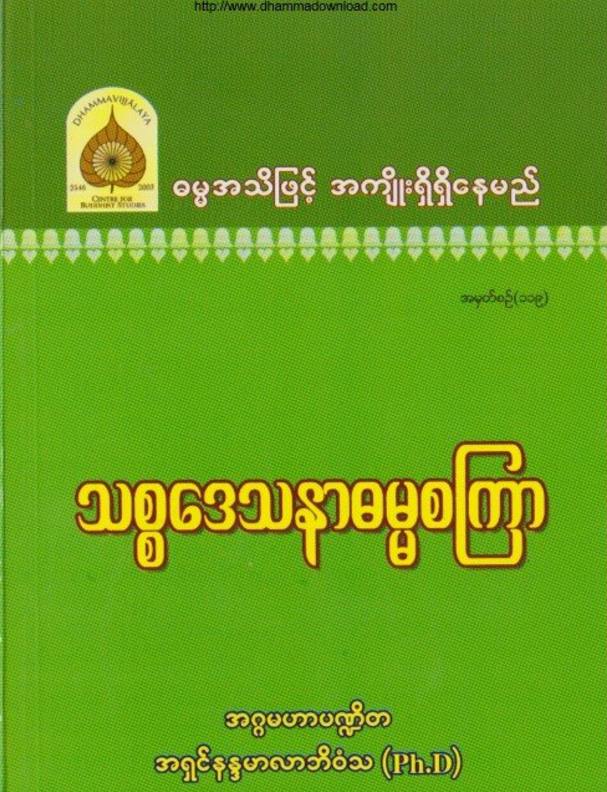 http://www.dhammadownload.com
DHAMMAVIJJĀLAYA
2546 2003
CENTRE FOR
BUDDHIST STUDIES
ဓမ္မအသိဖြင့် အကျိုးရှိရှိနေမည်
အမှတ်စဉ်(၁၁၉)
သစ္စဒေသနာဓမ္မစကြာ
အဂ္ဂမဟာပဏ္ဍိတ
အရှင်နန္ဒမာလာဘိဝံသ (Ph.D)